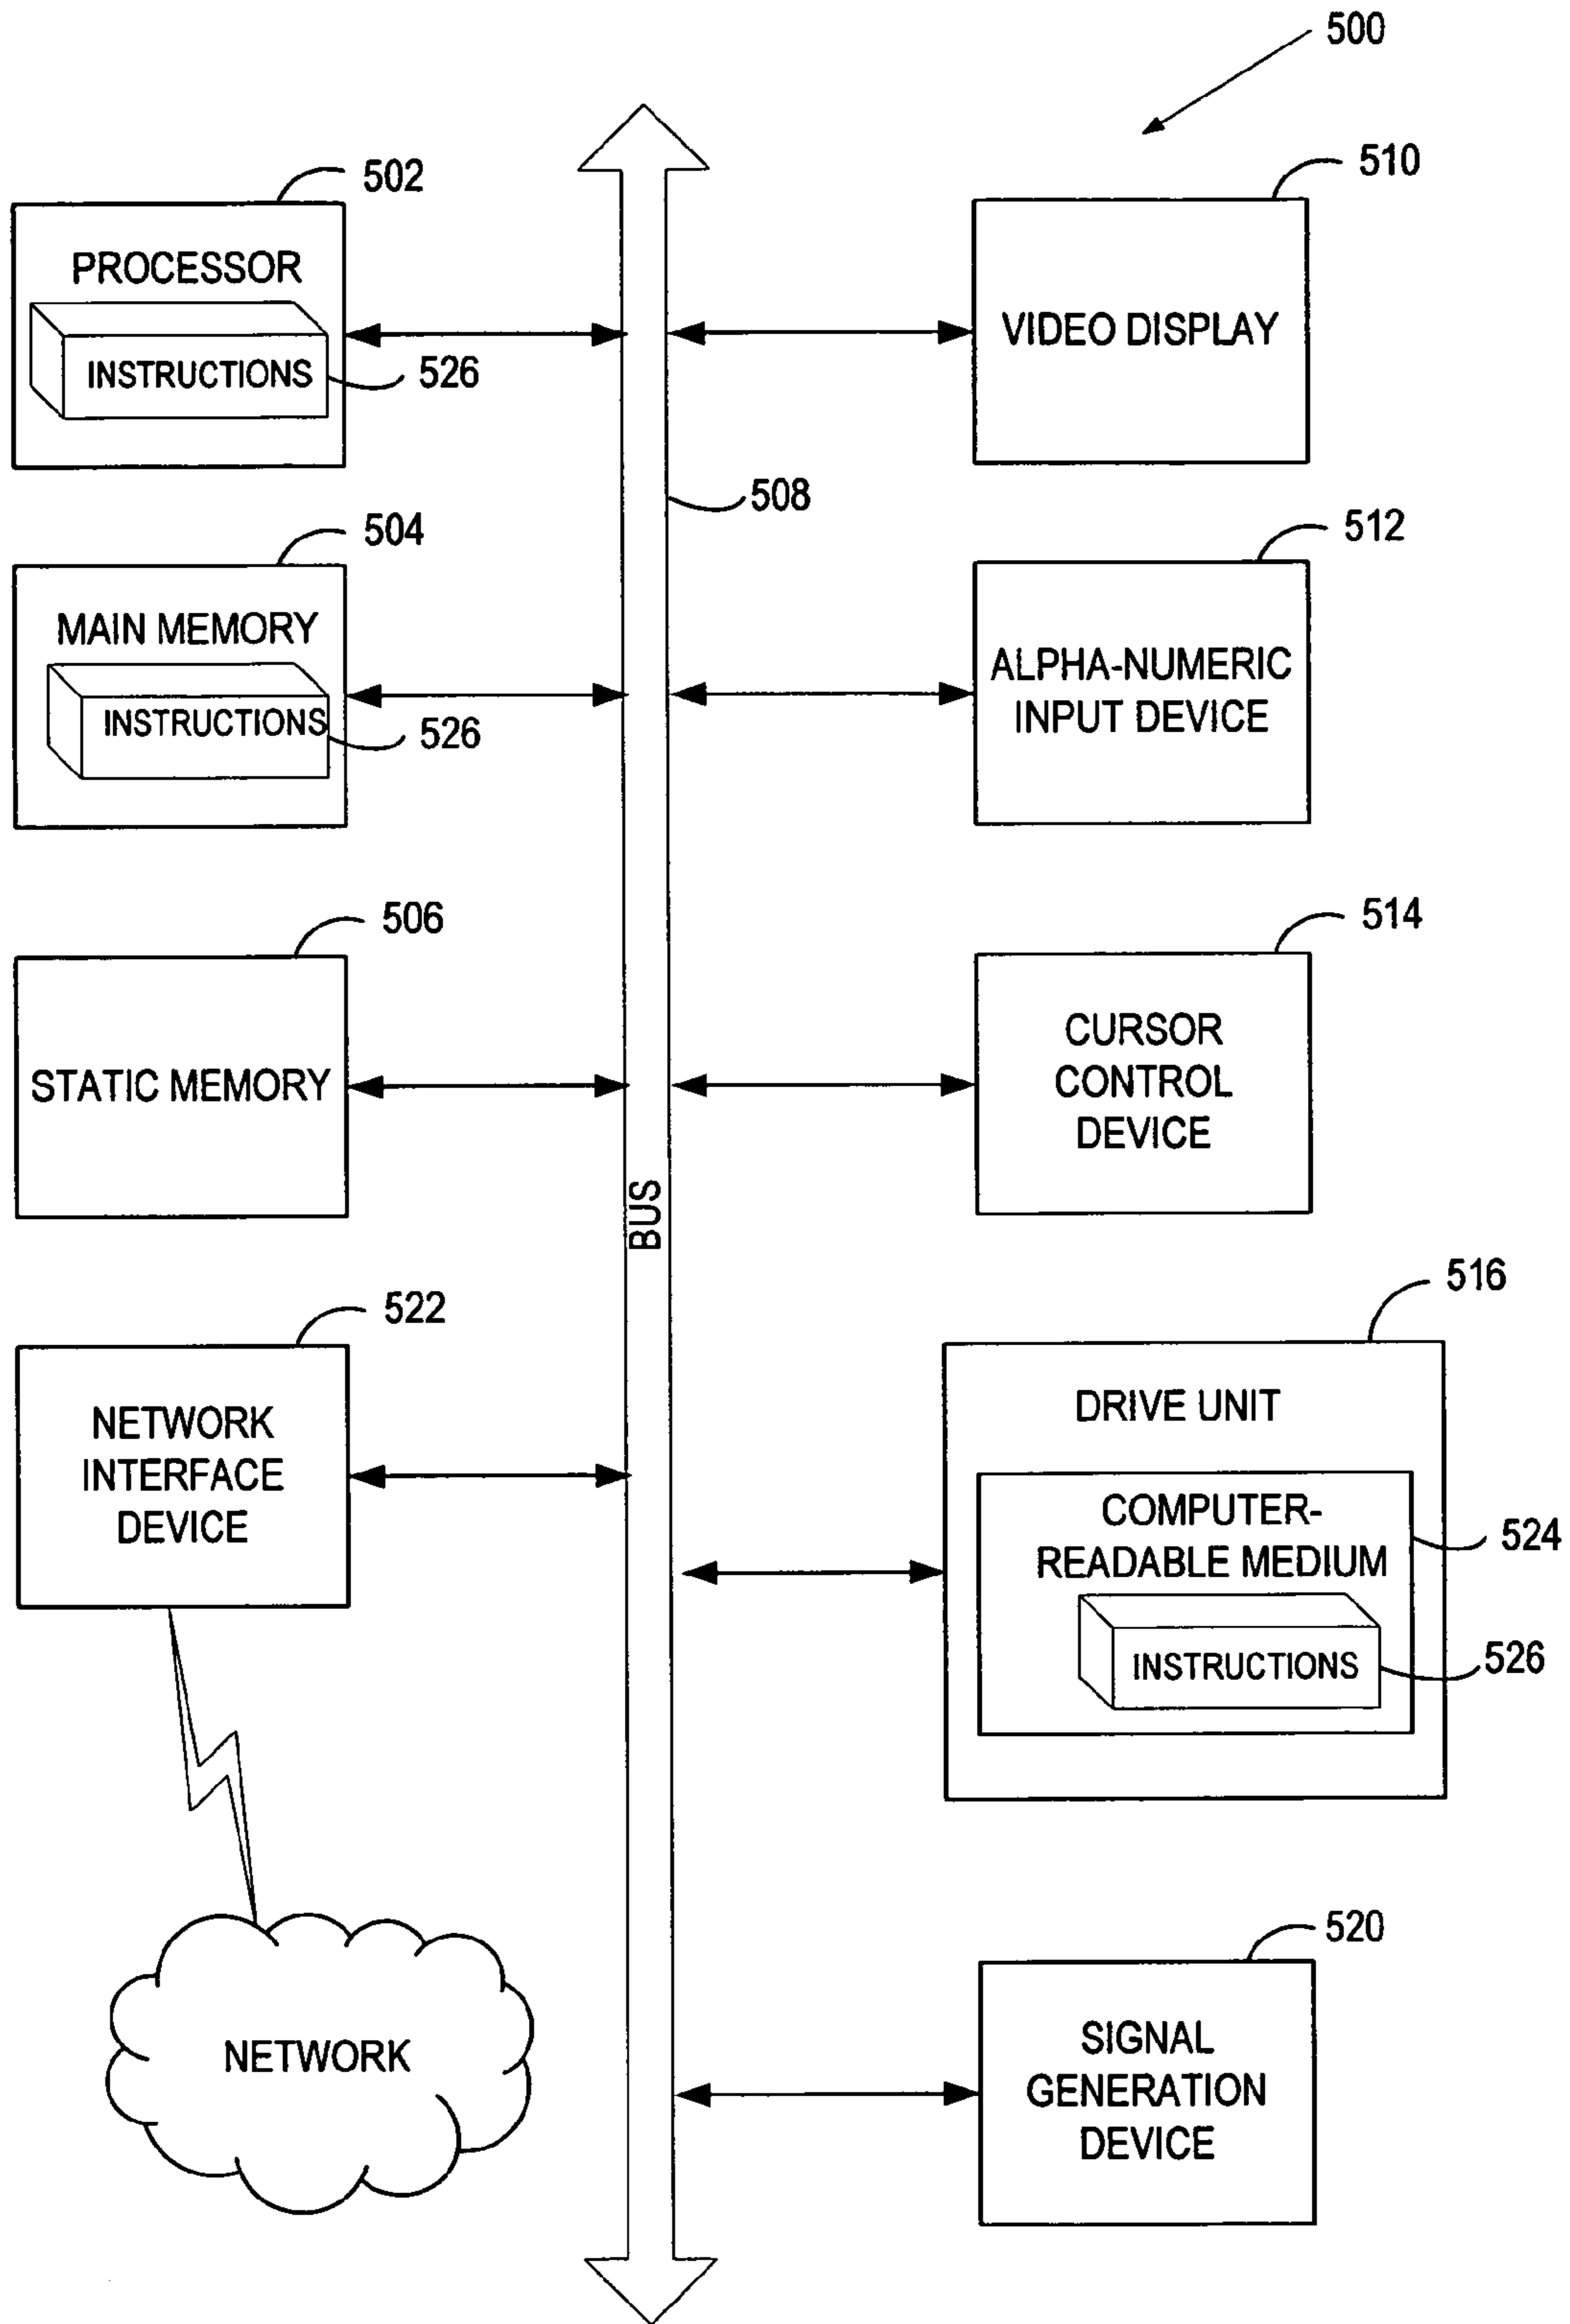 500
502
PROCESSOR
INSTRUCTIONS
526
510
VIDEO DISPLAY
508
504
MAIN MEMORY
INSTRUCTIONS
526
512
ALPHA-NUMERIC
INPUT DEVICE
506
STATIC MEMORY
514
CURSOR
CONTROL
DEVICE
BUS
522
NETWORK
INTERFACE
DEVICE
516
DRIVE UNIT
COMPUTER-
READABLE MEDIUM
524
INSTRUCTIONS
526
NETWORK
520
SIGNAL
GENERATION
DEVICE